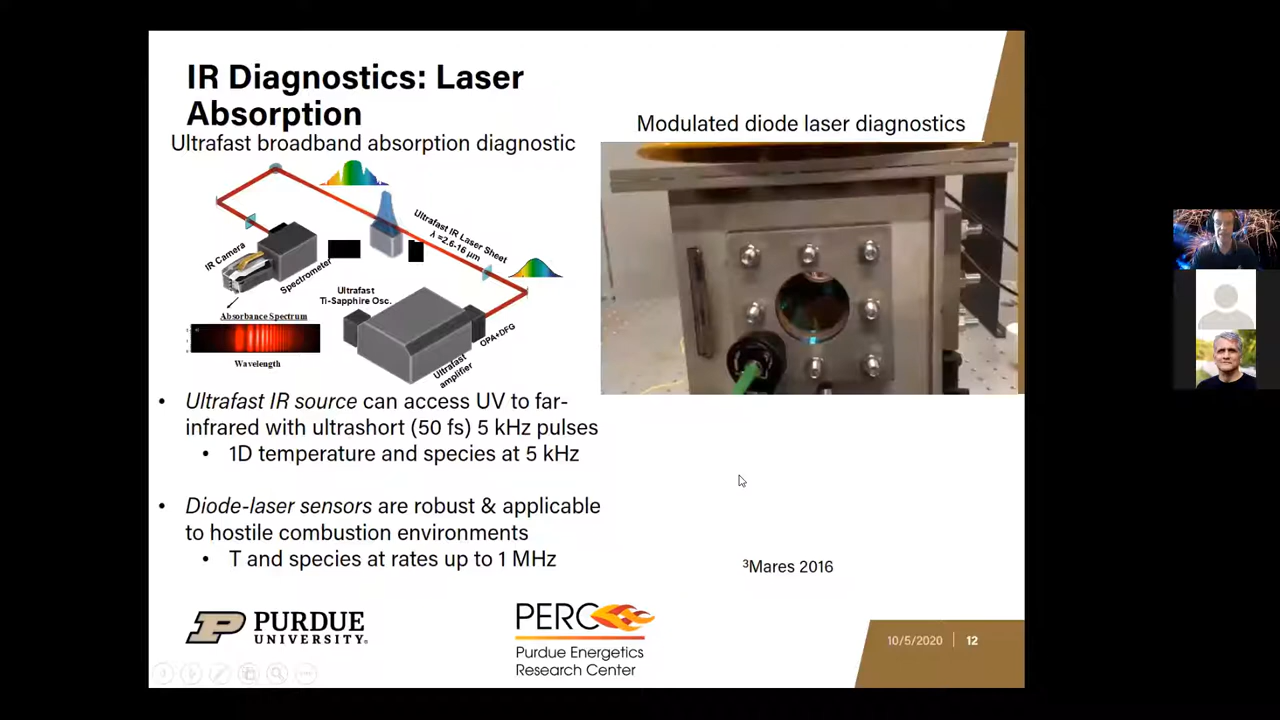 IR Diagnostics: Laser
Absorption
Ultrafast broadband absorption diagnostic
Modulated diode laser diagnostics
Ultrafast IR Laser Sheet
λ =2.6-16 μm
IR Camera
Spectrometer
Ultrafast
Ti-Sapphire Osc.
Absorbance Spectrum
OPA+DFG
Ultrafast
amplifier
Wavelength
• Ultrafast IR source can access UV to far-
infrared with ultrashort (50 fs) 5 kHz pulses
• 1D temperature and species at 5 kHz
• Diode-laser sensors are robust & applicable
to hostile combustion environments
• T and species at rates up to 1 MHz
³Mares 2016
PURDUE
UNIVERSITY®
PERC
Purdue Energetics
Research Center
10/5/2020 | 12